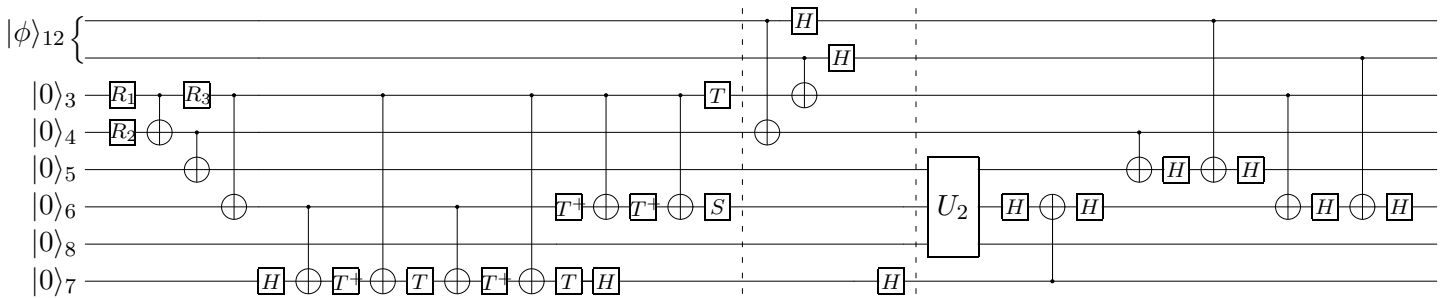 H
|ϕ⟩₁₂ { H
|0⟩₃ R₁ R₃ T
|0⟩₄ R₂
|0⟩₅ H H
|0⟩₆ T⁺ T⁺ S U₂ H H H H
|0⟩₈
|0⟩₇ H T⁺ T T⁺ T H H